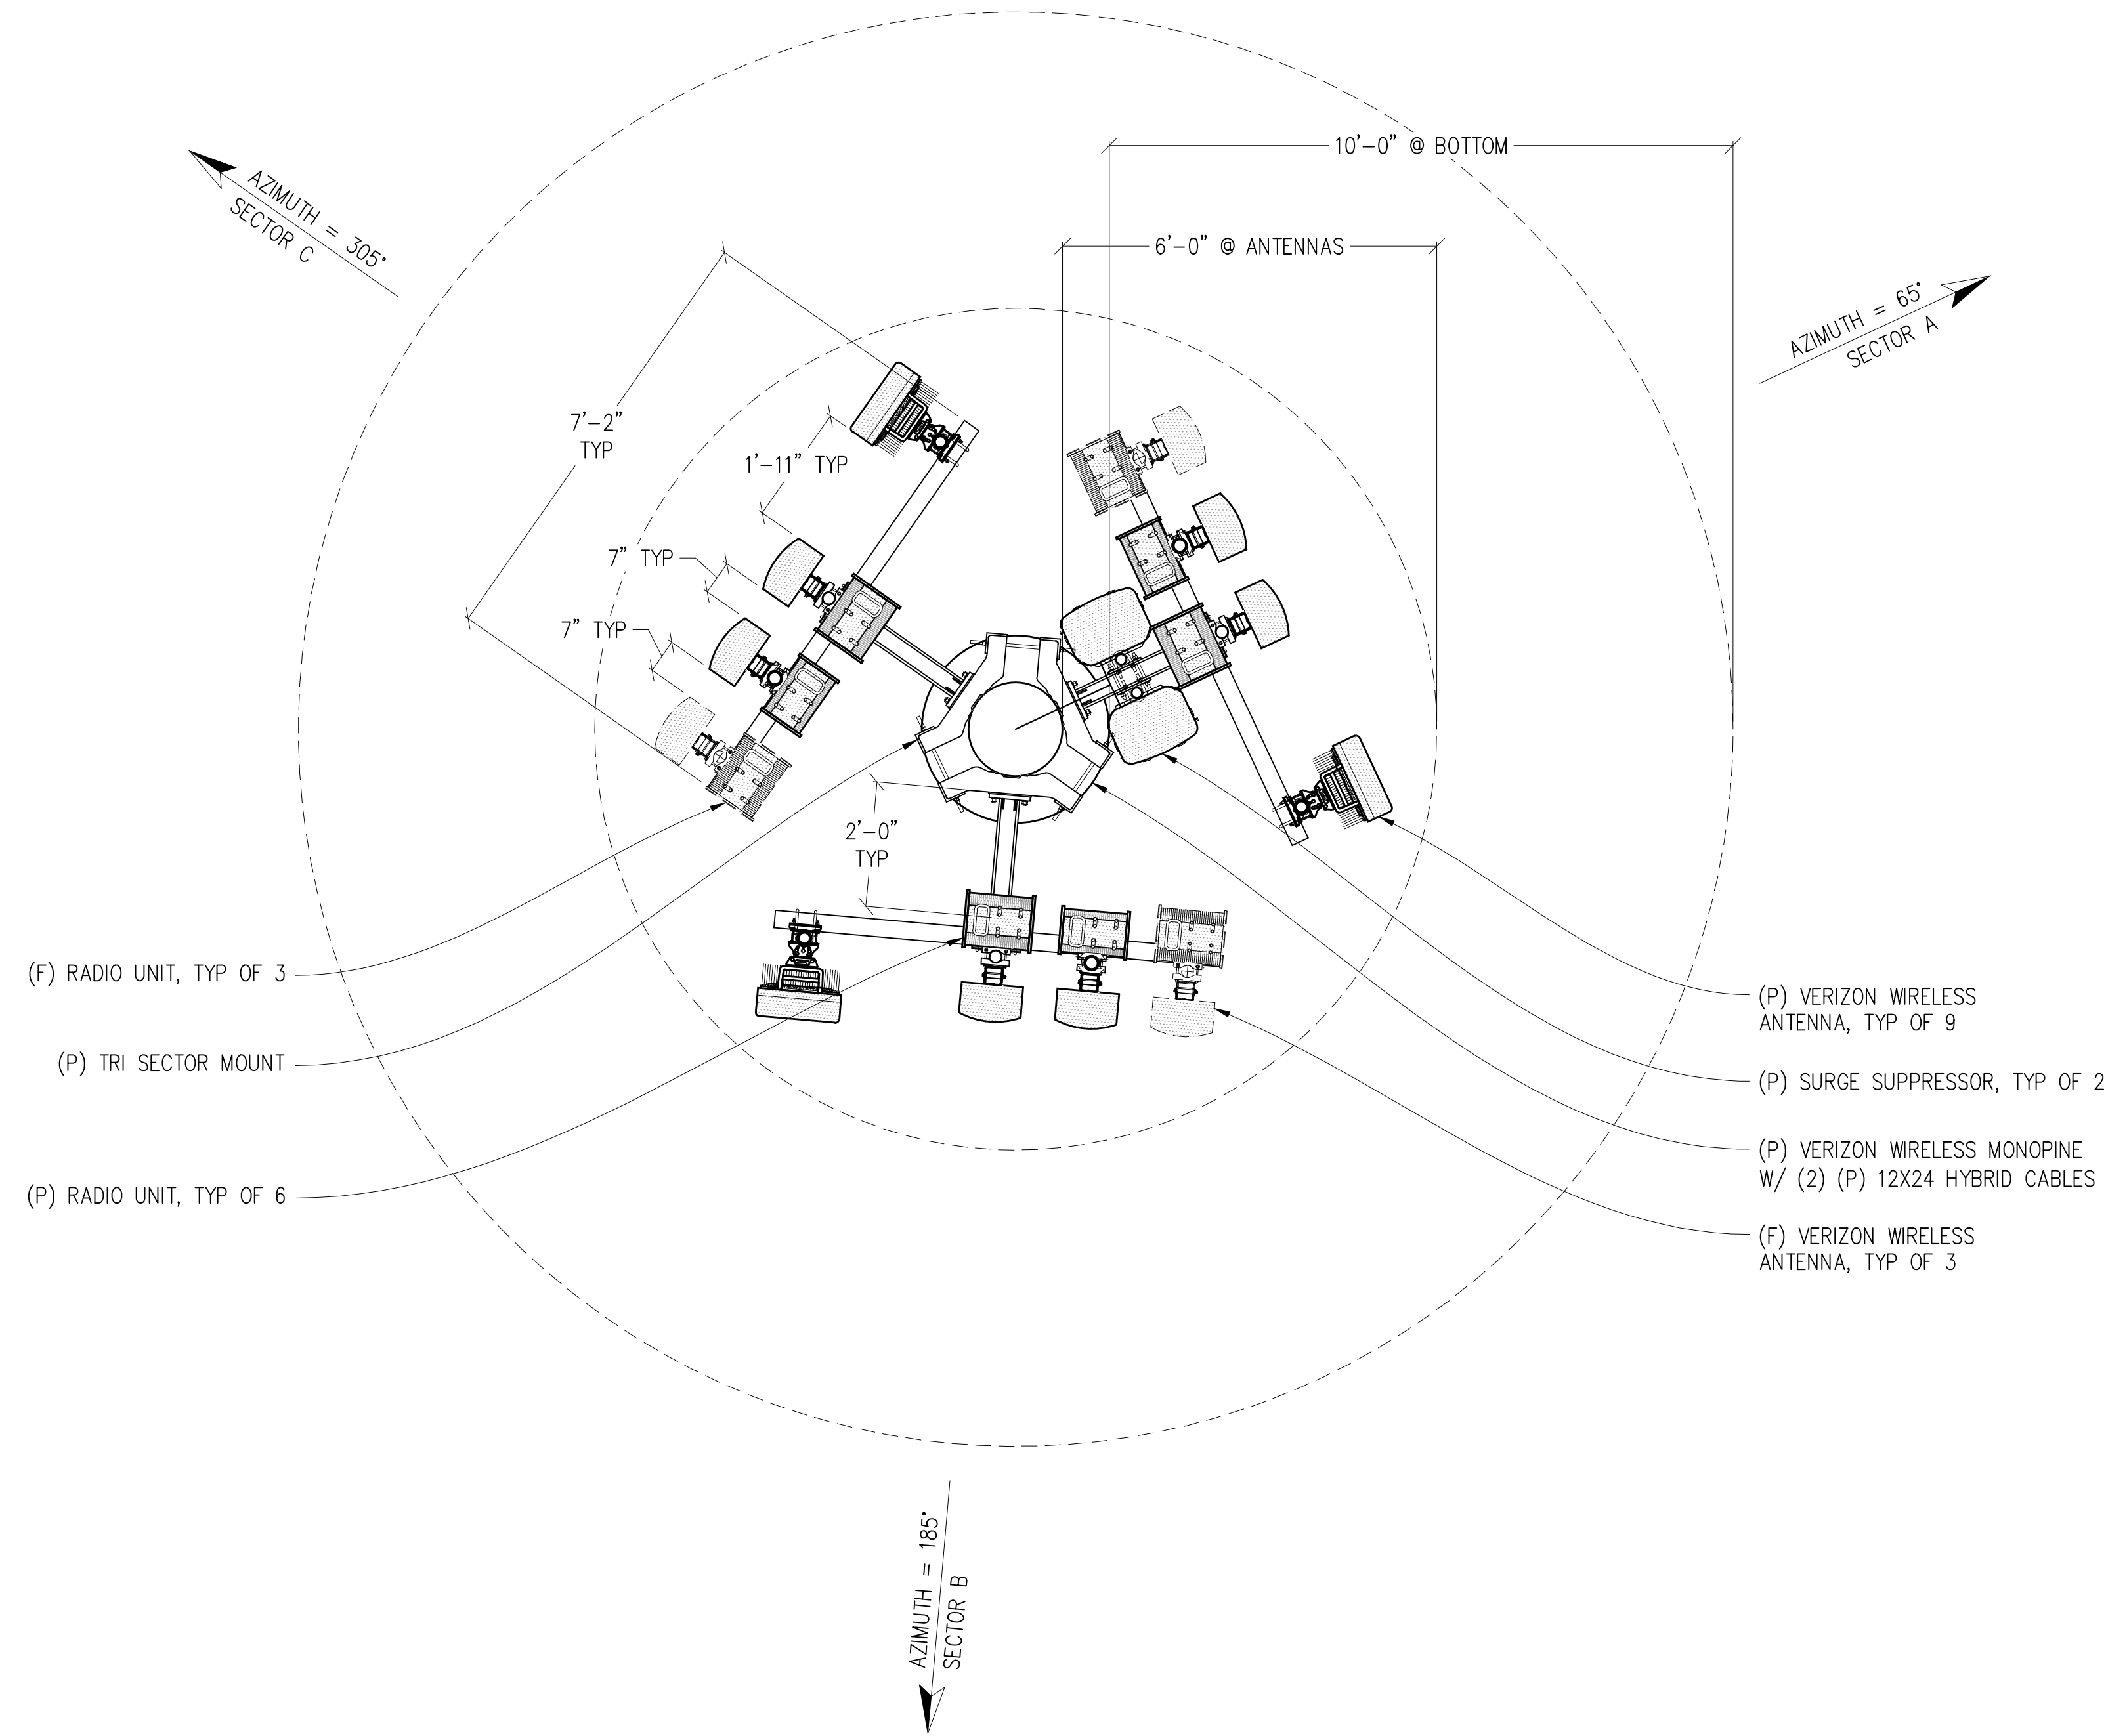 10'-0" @ BOTTOM
6'-0" @ ANTENNAS
AZIMUTH = 305°
SECTOR C
AZIMUTH = 65°
SECTOR A
7'-2"
TYP
1'-11" TYP
7" TYP
7" TYP
2'-0"
TYP
(F) RADIO UNIT, TYP OF 3
(P) TRI SECTOR MOUNT
(P) RADIO UNIT, TYP OF 6
(P) VERIZON WIRELESS
ANTENNA, TYP OF 9
(P) SURGE SUPPRESSOR, TYP OF 2
(P) VERIZON WIRELESS MONOPINE
W/ (2) (P) 12X24 HYBRID CABLES
(F) VERIZON WIRELESS
ANTENNA, TYP OF 3
AZIMUTH = 185°
SECTOR B